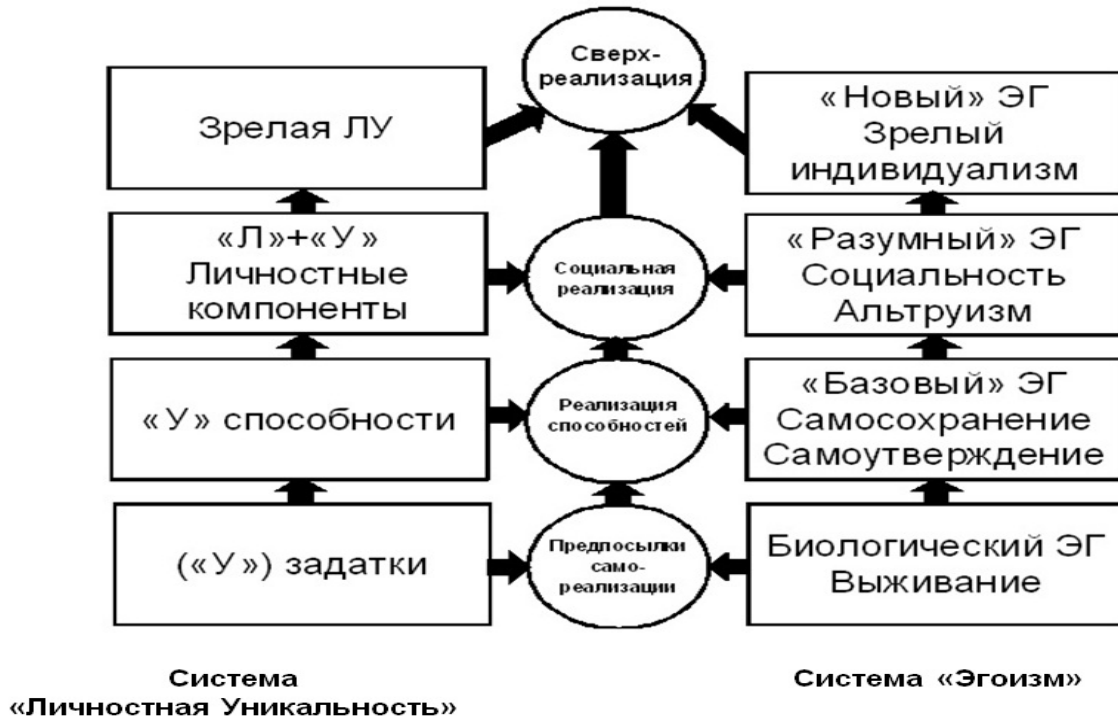 Сверх-
реализация
Зрелая ЛУ
«Новый» ЭГ
Зрелый
индивидуализм
«Л»+«У»
Личностные
компоненты
Социальная
реализация
«Разумный» ЭГ
Социальность
Альтруизм
«У» способности
Реализация
способностей
«Базовый» ЭГ
Самосохранение
Самоутверждение
(«У») задатки
Предпосылки
само-
реализации
Биологический ЭГ
Выживание
Система
«Личностная Уникальность»
Система «Эгоизм»